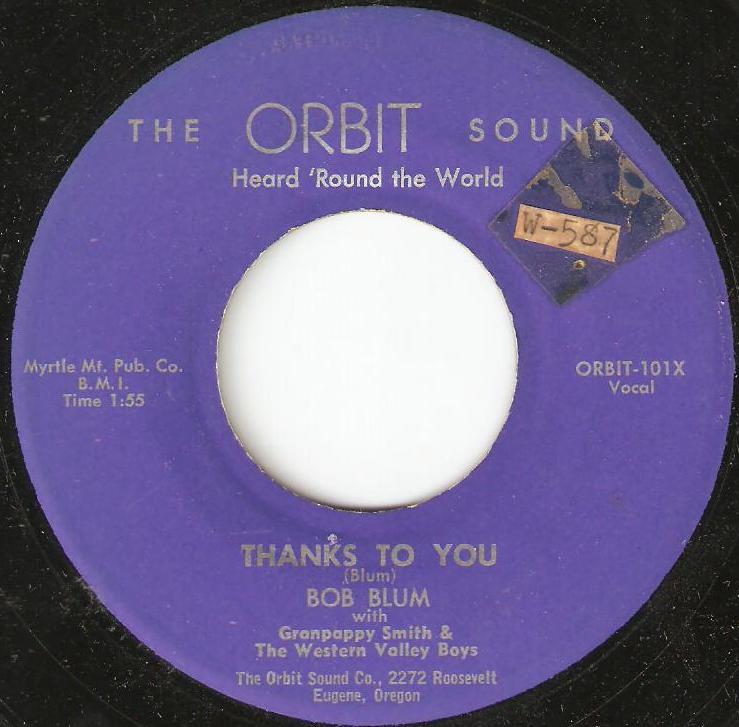 THE ORBIT SOUND
Heard 'Round the World
W-587
Myrtle Mt. Pub. Co.
B.M.I.
Time 1:55
ORBIT-101X
Vocal
THANKS TO YOU
(Blum)
BOB BLUM
with
Granpappy Smith &
The Western Valley Boys
The Orbit Sound Co., 2272 Roosevelt
Eugene, Oregon